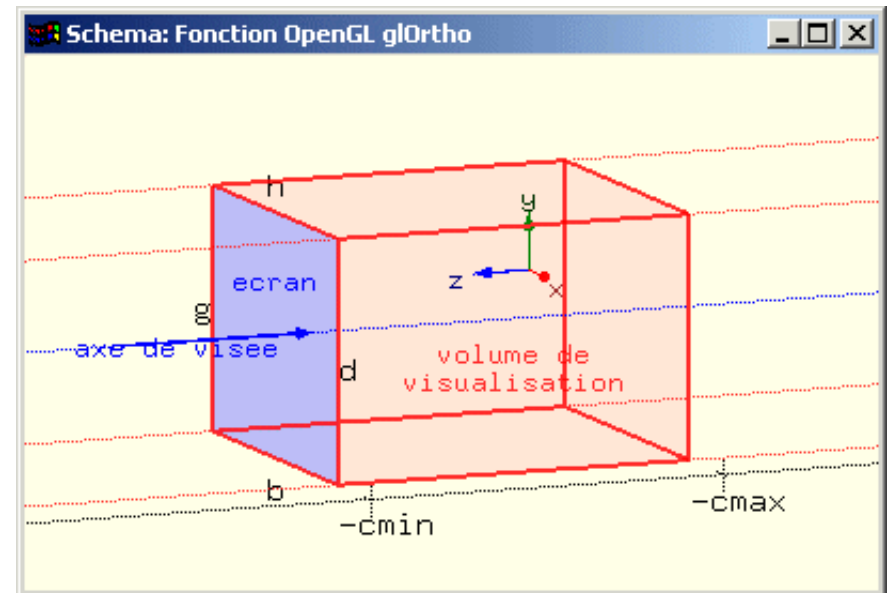 Schema: Fonction OpenGL glOrtho
h
y
ecran
z
x
g
axe de visee
d
volume de
visualisation
b
-cmin
-cmax